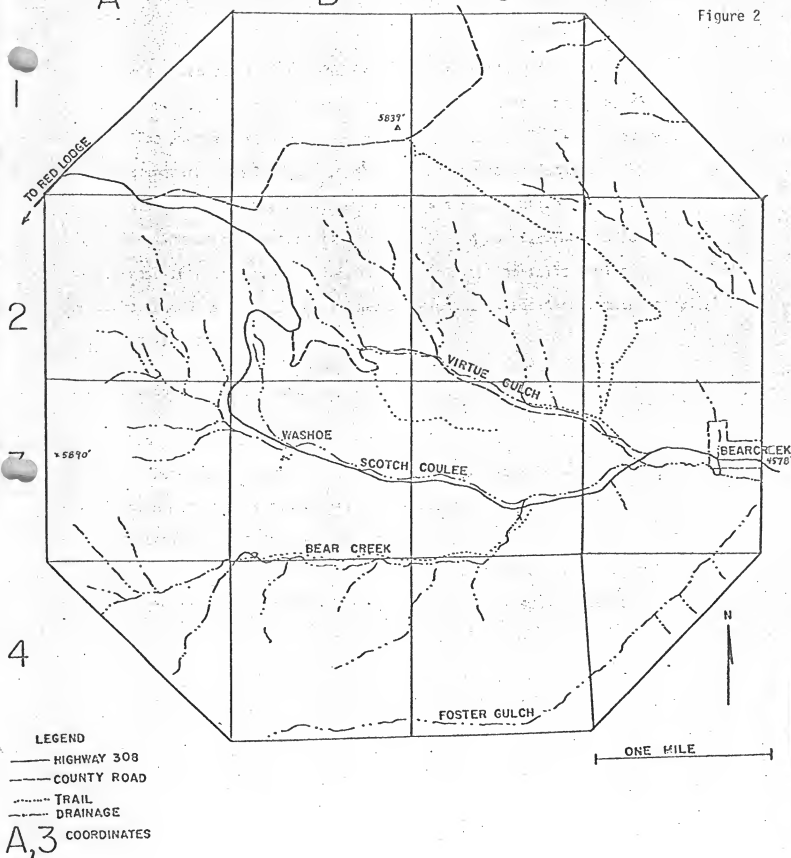 A B
Figure 2
1
5839'
TO RED LODGE
2
VIRTUE GULCH
3
WASHOE
BEARCREEK
×5890'
4578'
SCOTCH COULEE
BEAR CREEK
4
N
FOSTER GULCH
LEGEND
HIGHWAY 308
ONE MILE
COUNTY ROAD
TRAIL
DRAINAGE
A,3 COORDINATES